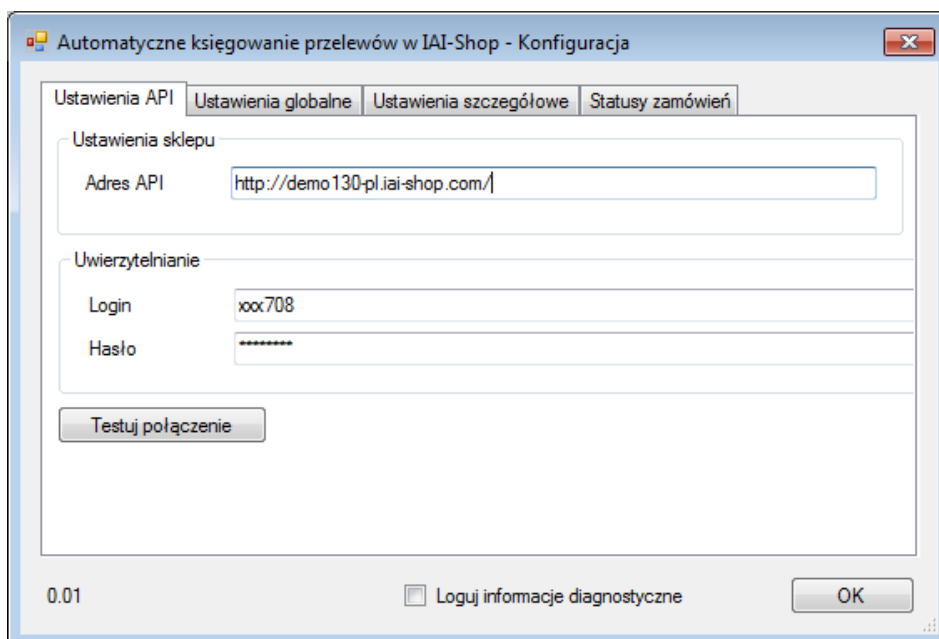 Automatyczne księgowanie przelewów w IAI-Shop - Konfiguracja
Ustawienia API Ustawienia globalne Ustawienia szczegółowe Statusy zamówień
Ustawienia sklepu
Adres API http://demo130-pl.iai-shop.com/
Uwierzytelnianie
Login xxx708
Hasło ********
Testuj połączenie
0.01 Loguj informacje diagnostyczne OK